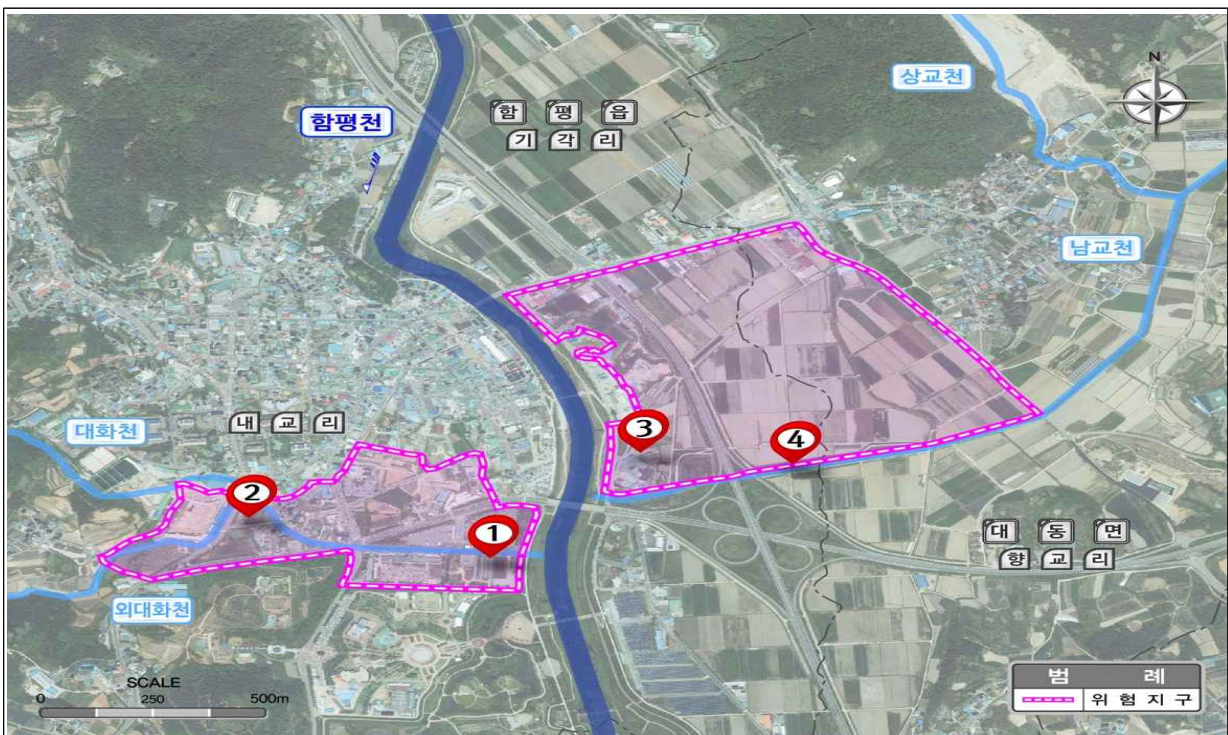 상교천
N
함평천
함 평 읍
기 각 리
남교천
대화천
내 교 리
3
4
2
1
대 동 면
향 교 리
외대화천
SCALE
0 250 500m
범 례
위 험 지 구